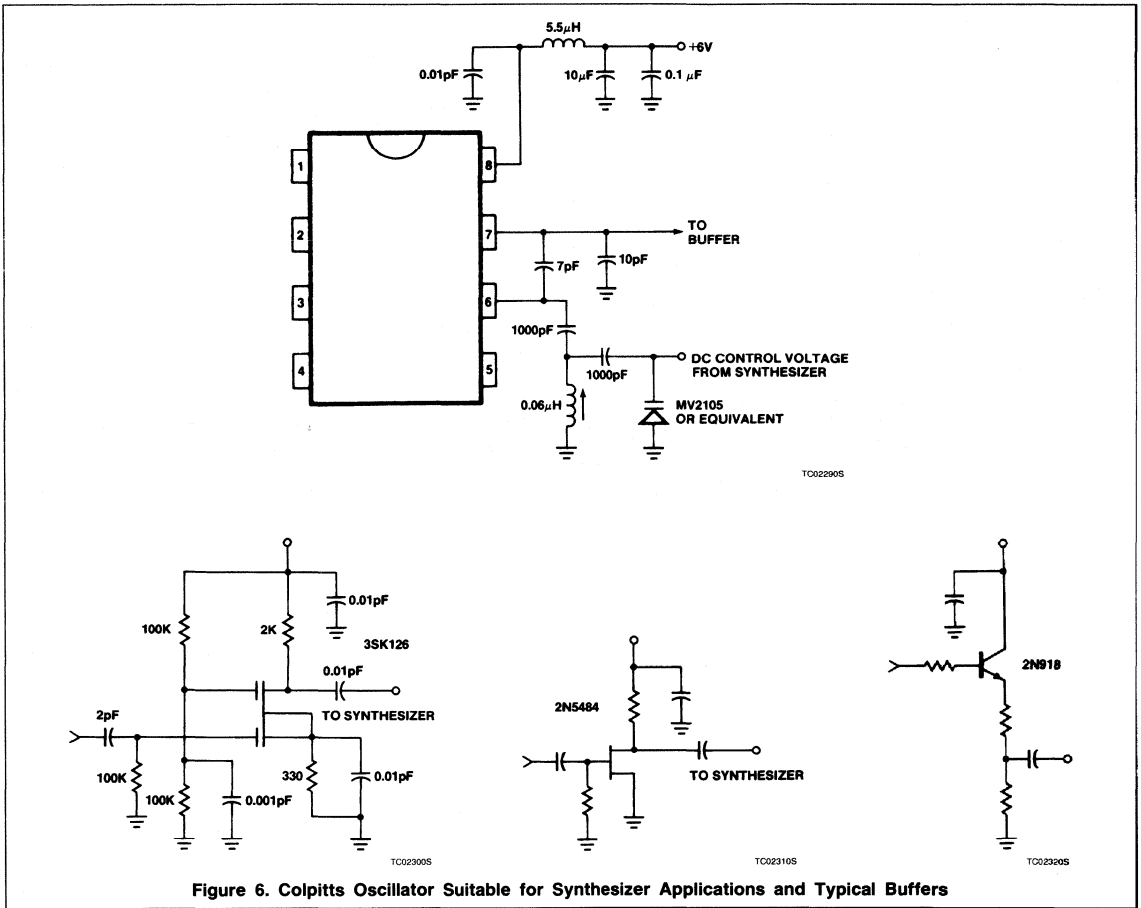 5.5μH
+6V
0.01pF
10μF
0.1 μF
1
8
2
7
TO
BUFFER
7pF
10pF
3
6
1000pF
4
5
1000pF
DC CONTROL VOLTAGE
FROM SYNTHESIZER
0.06μH
MV2105
OR EQUIVALENT
TC02290S
0.01pF
100K
2K
3SK126
0.01pF
TO SYNTHESIZER
2pF
100K
100K
0.001pF
330
0.01pF
TC02300S
2N5484
TO SYNTHESIZER
TC02310S
2N918
TC02320S
Figure 6. Colpitts Oscillator Suitable for Synthesizer Applications and Typical Buffers